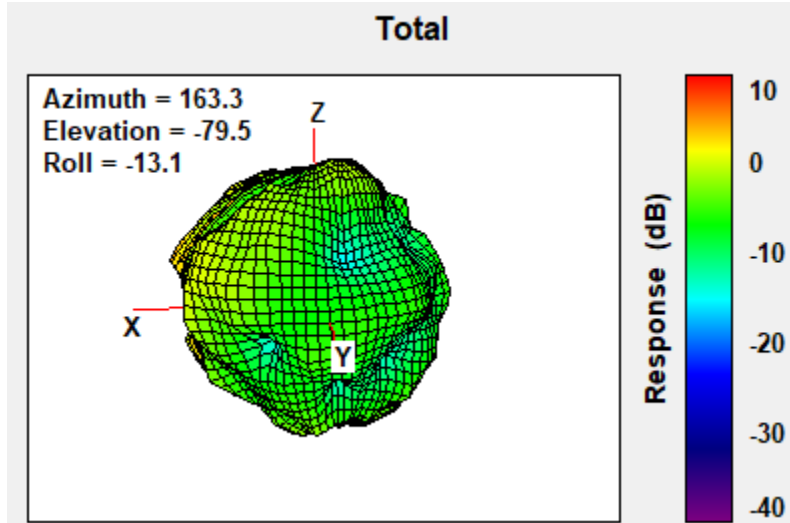 Total
Azimuth = 163.3
Elevation = -79.5
Roll = -13.1
Z
X
Y
Response (dB)
10
0
-10
-20
-30
-40